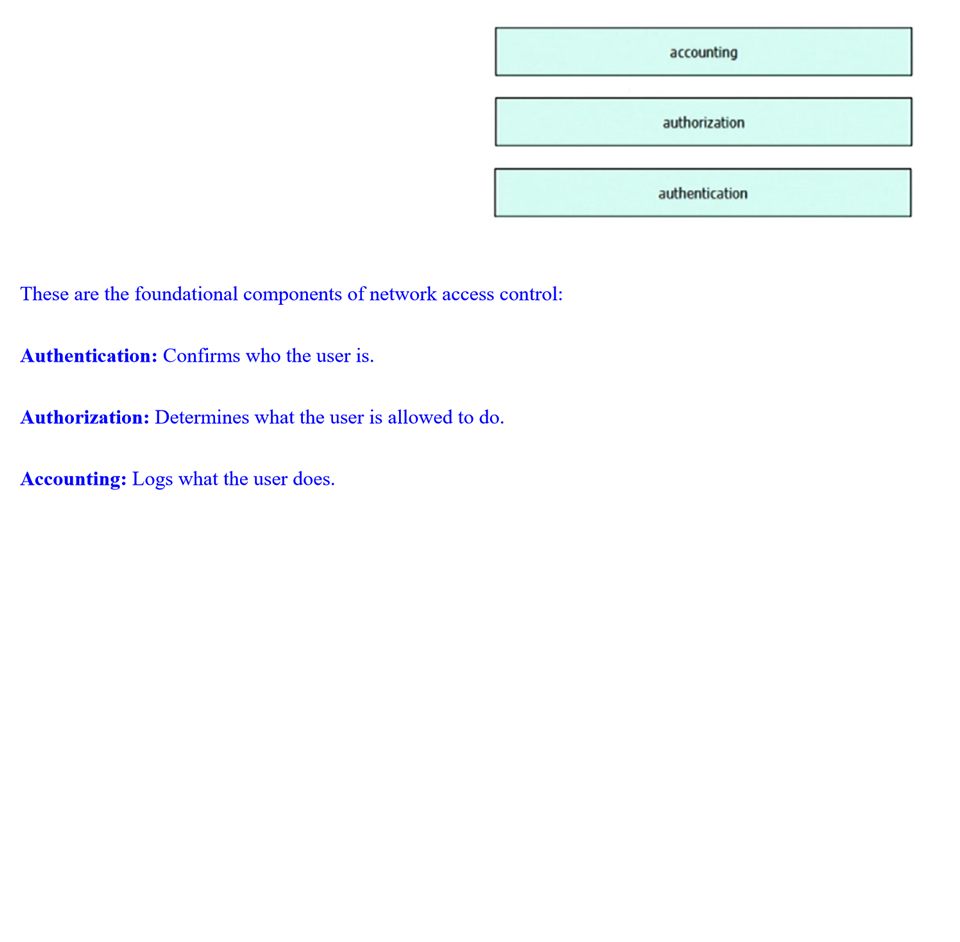 accounting
authorization
authentication
These are the foundational components of network access control:
Authentication: Confirms who the user is.
Authorization: Determines what the user is allowed to do.
Accounting: Logs what the user does.